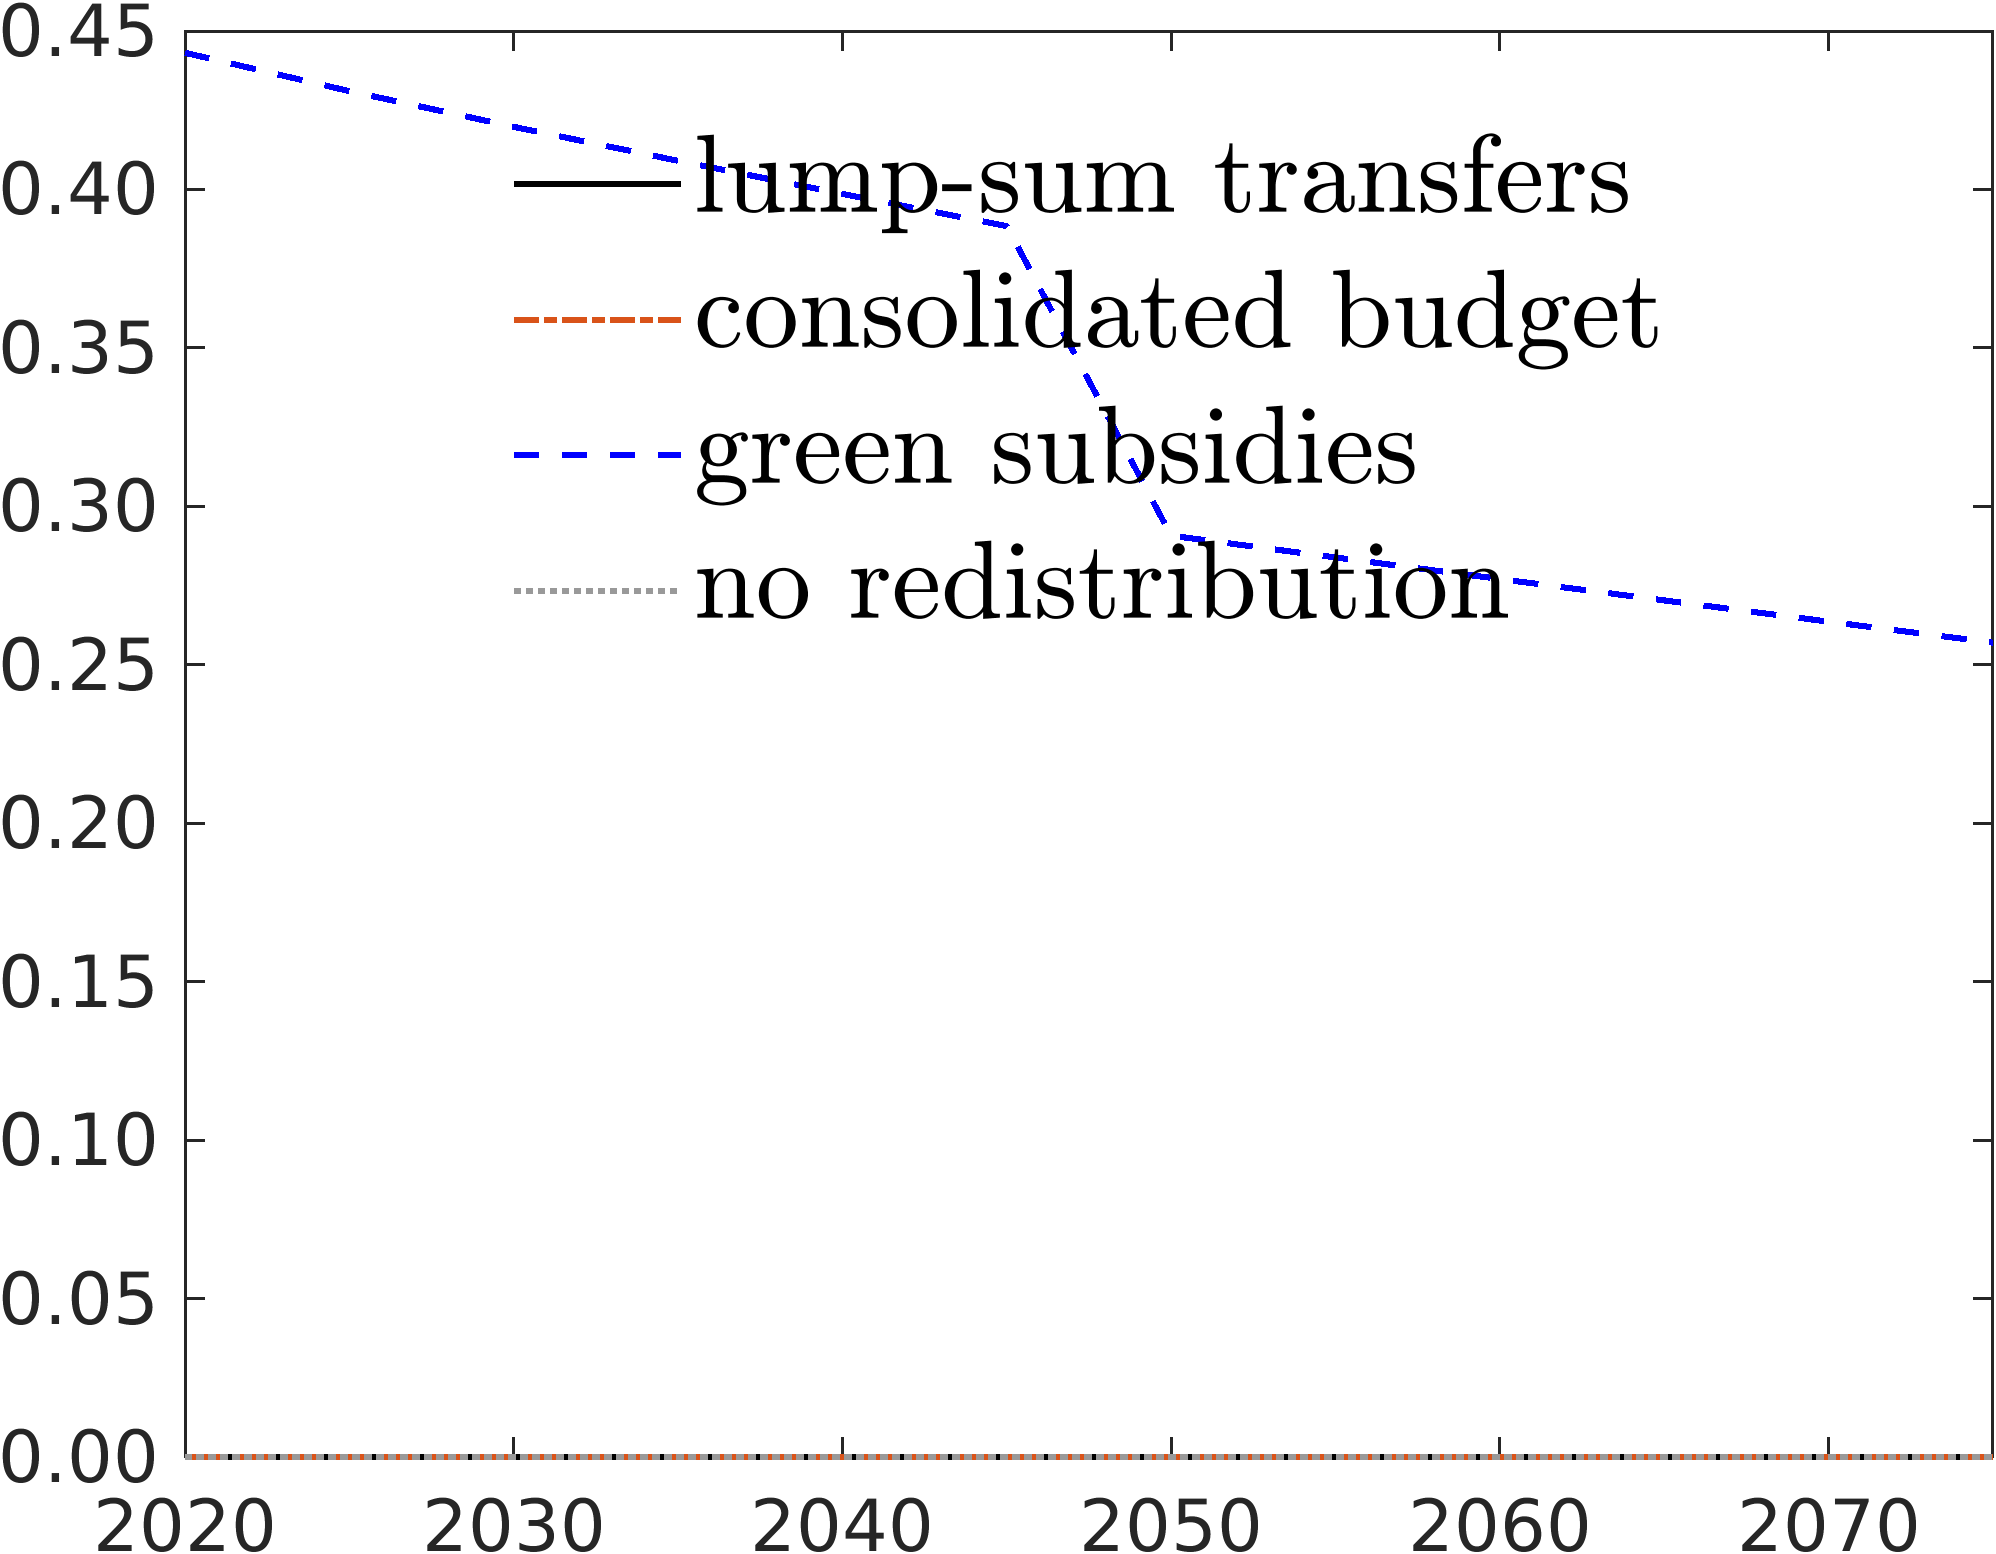 0.45
0.40
0.35
0.30
0.25
0.20
0.15
0.10
0.05
0.00
2020 2030 2040 2050 2060 2070
lump-sum transfers
consolidated budget
green subsidies
no redistribution